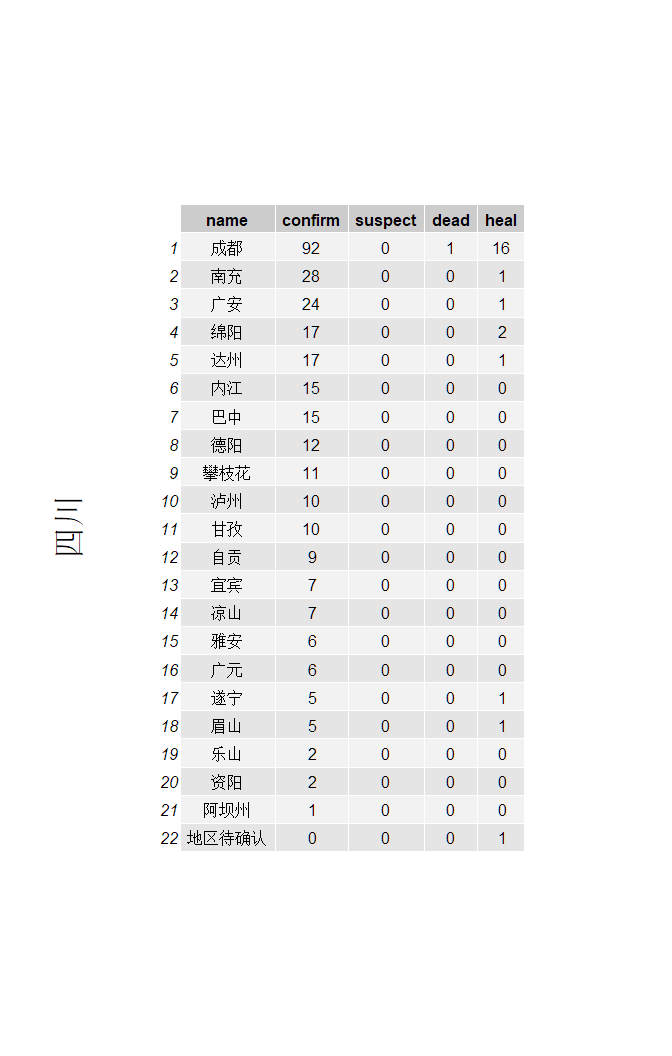 四川
name confirm suspect dead heal
1 成都 92 0 1 16
2 南充 28 0 0 1
3 广安 24 0 0 1
4 绵阳 17 0 0 2
5 达州 17 0 0 1
6 内江 15 0 0 0
7 巴中 15 0 0 0
8 德阳 12 0 0 0
9 攀枝花 11 0 0 0
10 泸州 10 0 0 0
11 甘孜 10 0 0 0
12 自贡 9 0 0 0
13 宜宾 7 0 0 0
14 凉山 7 0 0 0
15 雅安 6 0 0 0
16 广元 6 0 0 0
17 遂宁 5 0 0 1
18 眉山 5 0 0 1
19 乐山 2 0 0 0
20 资阳 2 0 0 0
21 阿坝州 1 0 0 0
22 地区待确认 0 0 0 1